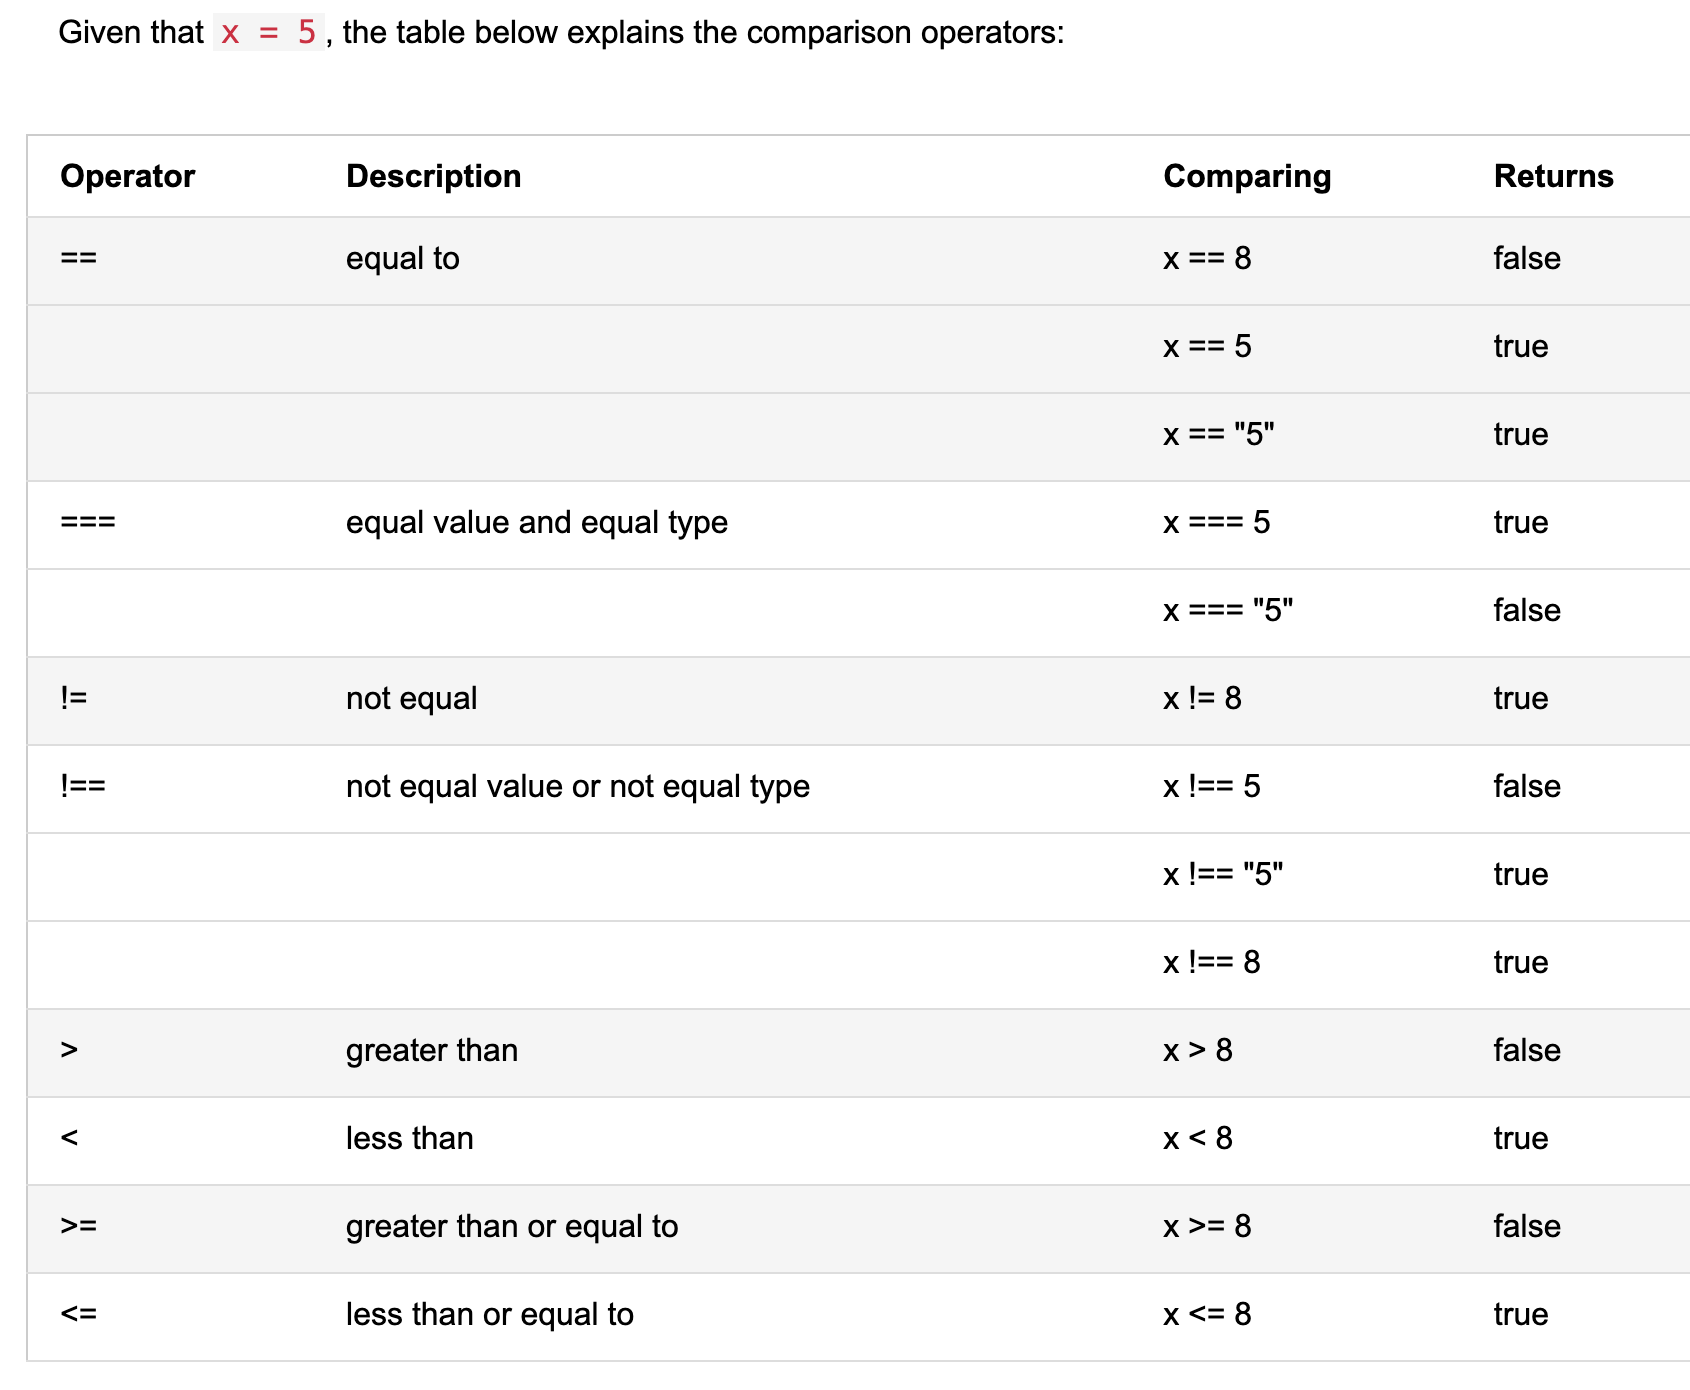 Given that x = 5, the table below explains the comparison operators:
Operator Description Comparing Returns
== equal to x == 8 false
x == 5 true
x == "5" true
=== equal value and equal type x === 5 true
x === "5" false
!= not equal x != 8 true
!== not equal value or not equal type x !== 5 false
x !== "5" true
x !== 8 true
> greater than x > 8 false
< less than x < 8 true
>= greater than or equal to x >= 8 false
<= less than or equal to x <= 8 true